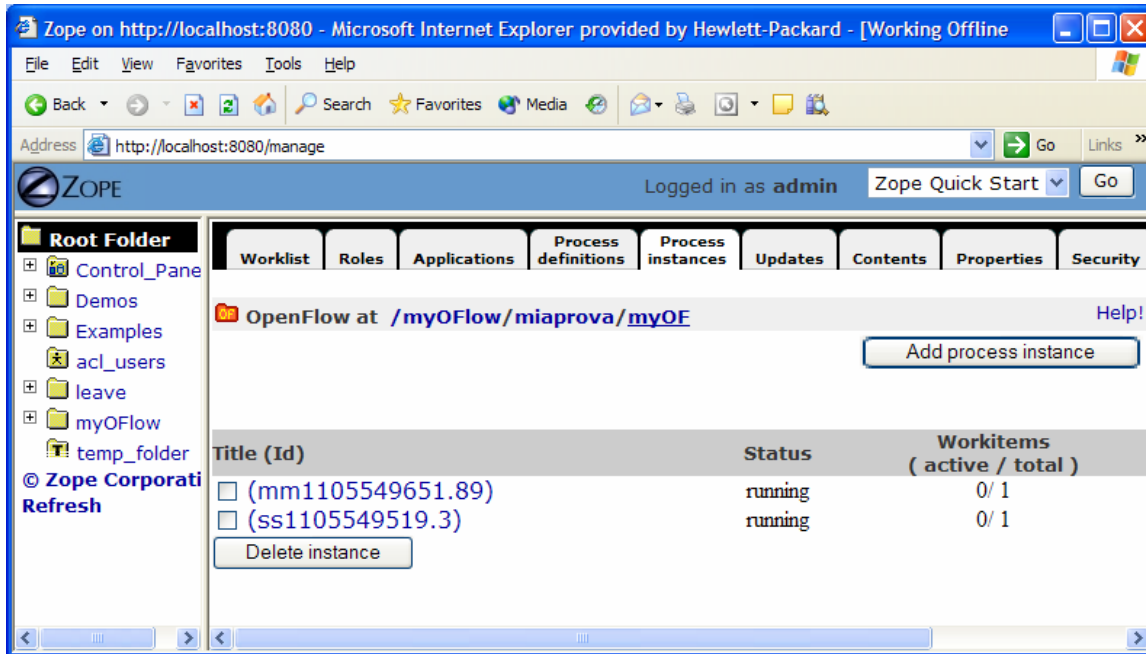 Zope on http://localhost:8080 - Microsoft Internet Explorer provided by Hewlett-Packard - [Working Offline
File Edit View Favorites Tools Help
Back Search Favorites Media
Address http://localhost:8080/manage Go Links »
ZOPE Logged in as admin Zope Quick Start Go
Root Folder
Control_Pane
Demos
Examples
acl_users
leave
myOFlow
temp_folder
© Zope Corporati
Refresh
Worklist Roles Applications Process definitions Process instances Updates Contents Properties Security
OF OpenFlow at /myOFlow/miaprova/myOF Help!
Add process instance
Title (Id) Status Workitems
( active / total )
(mm1105549651.89) running 0/ 1
(ss1105549519.3) running 0/ 1
Delete instance